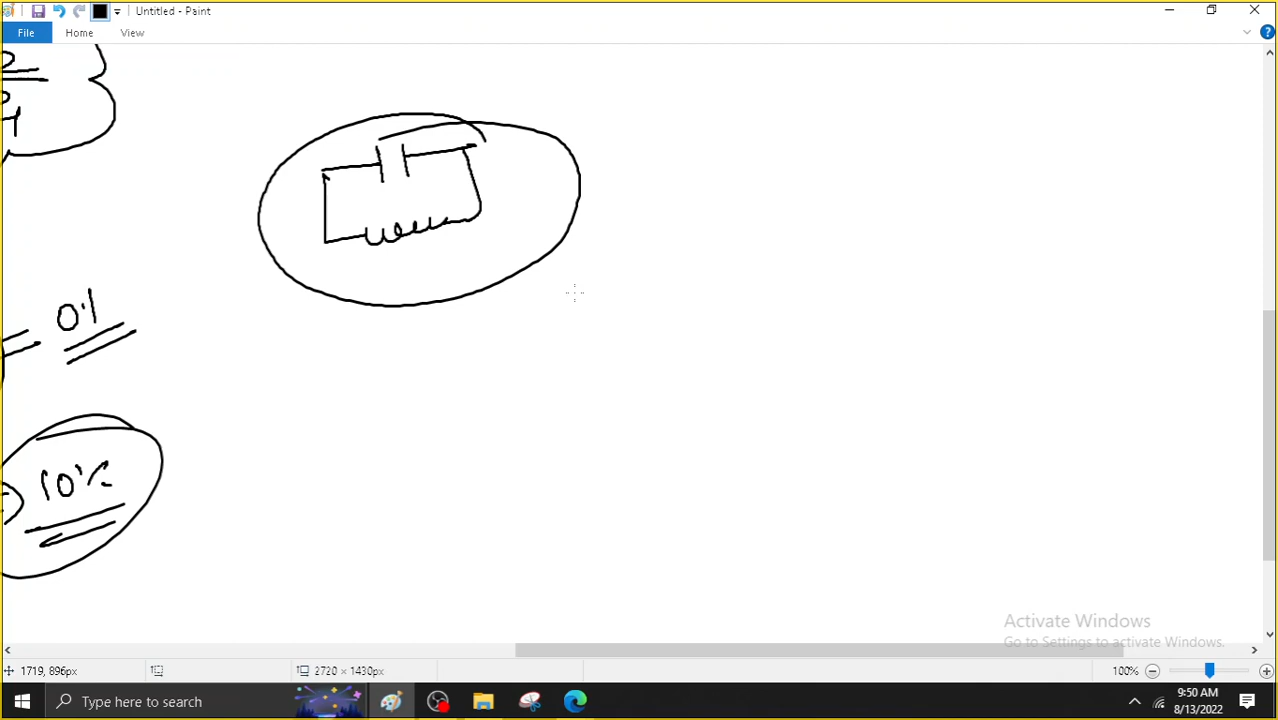 Untitled - Paint
File Home View
0.1
10%
Activate Windows
Go to Settings to activate Windows.
1719, 896px
2720 × 1430px
100%
Type here to search
9:50 AM
8/13/2022